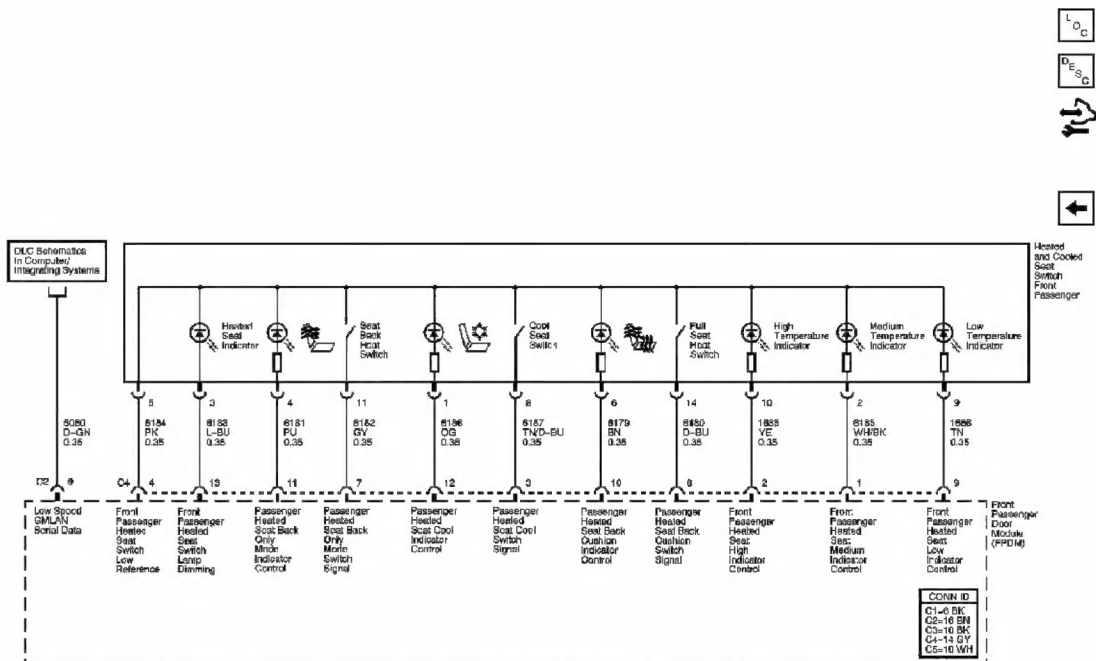 L O C
D E S C
DLC Schematics
In Computer/
Integrating Systems
Heated
and Cooled
Seat
Switch
Front
Passenger
Heated
Seat
Indicator
Seat
Back
Heat
Switch
Cool
Seat
Switch
Full
Seat
Heat
Switch
High
Temperature
Indicator
Medium
Temperature
Indicator
Low
Temperature
Indicator
5 3 4 11 1 8 6 14 10 2 9
D-GN
0.35
6184
PK
0.35
6183
L-BU
0.35
6181
PU
0.35
6182
GY
0.35
6186
OG
0.35
6187
TN/D-BU
0.35
6179
BN
0.35
6180
D-BU
0.35
YE
0.35
6185
WH/BK
0.35
TN
0.35
C2 C4 4 13 11 7 12 3 10 2 1 9
Low Speed
GMLAN
Serial Data
Front
Passenger
Heated
Seat
Switch
Low
Reference
Front
Passenger
Heated
Seat
Switch
Lamp
Dimming
Passenger
Heated
Seat Back
Only
Mode
Indicator
Control
Passenger
Heated
Seat Back
Only
Mode
Switch
Signal
Passenger
Heated
Seat Cool
Indicator
Control
Passenger
Heated
Seat Cool
Switch
Signal
Passenger
Heated
Seat Back
Cushion
Indicator
Control
Passenger
Heated
Seat Back
Cushion
Switch
Signal
Front
Passenger
Heated
Seat
High
Indicator
Control
Front
Passenger
Heated
Seat
Medium
Indicator
Control
Front
Passenger
Heated
Seat
Low
Indicator
Control
Front
Passenger
Door
Module
(FPDM)
CONN ID
C1=6 BK
C2=16 BN
C3=10 BK
C4=14 GY
C5=10 WH